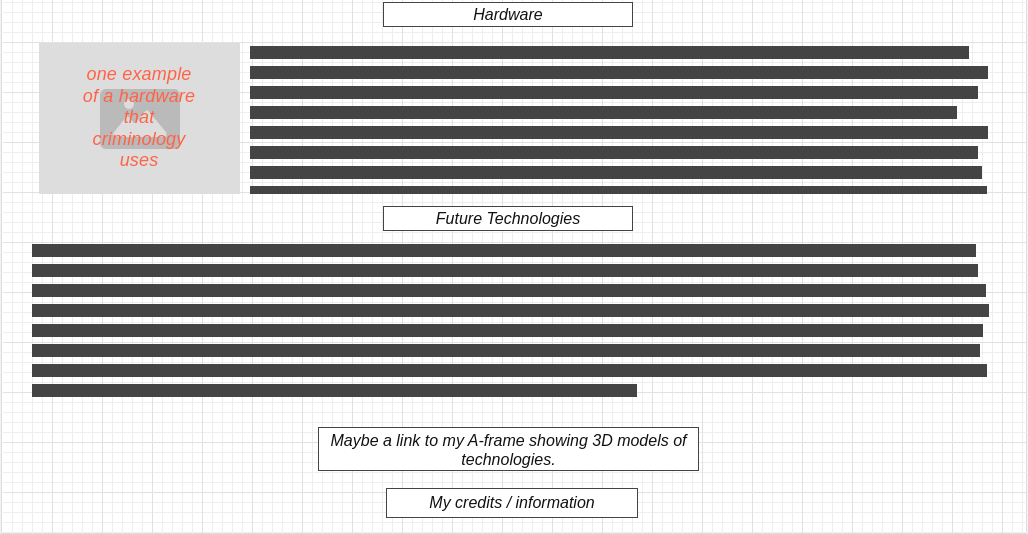 Hardware
one example
of a hardware
that
criminology
uses
Future Technologies
Maybe a link to my A-frame showing 3D models of
technologies.
My credits / information